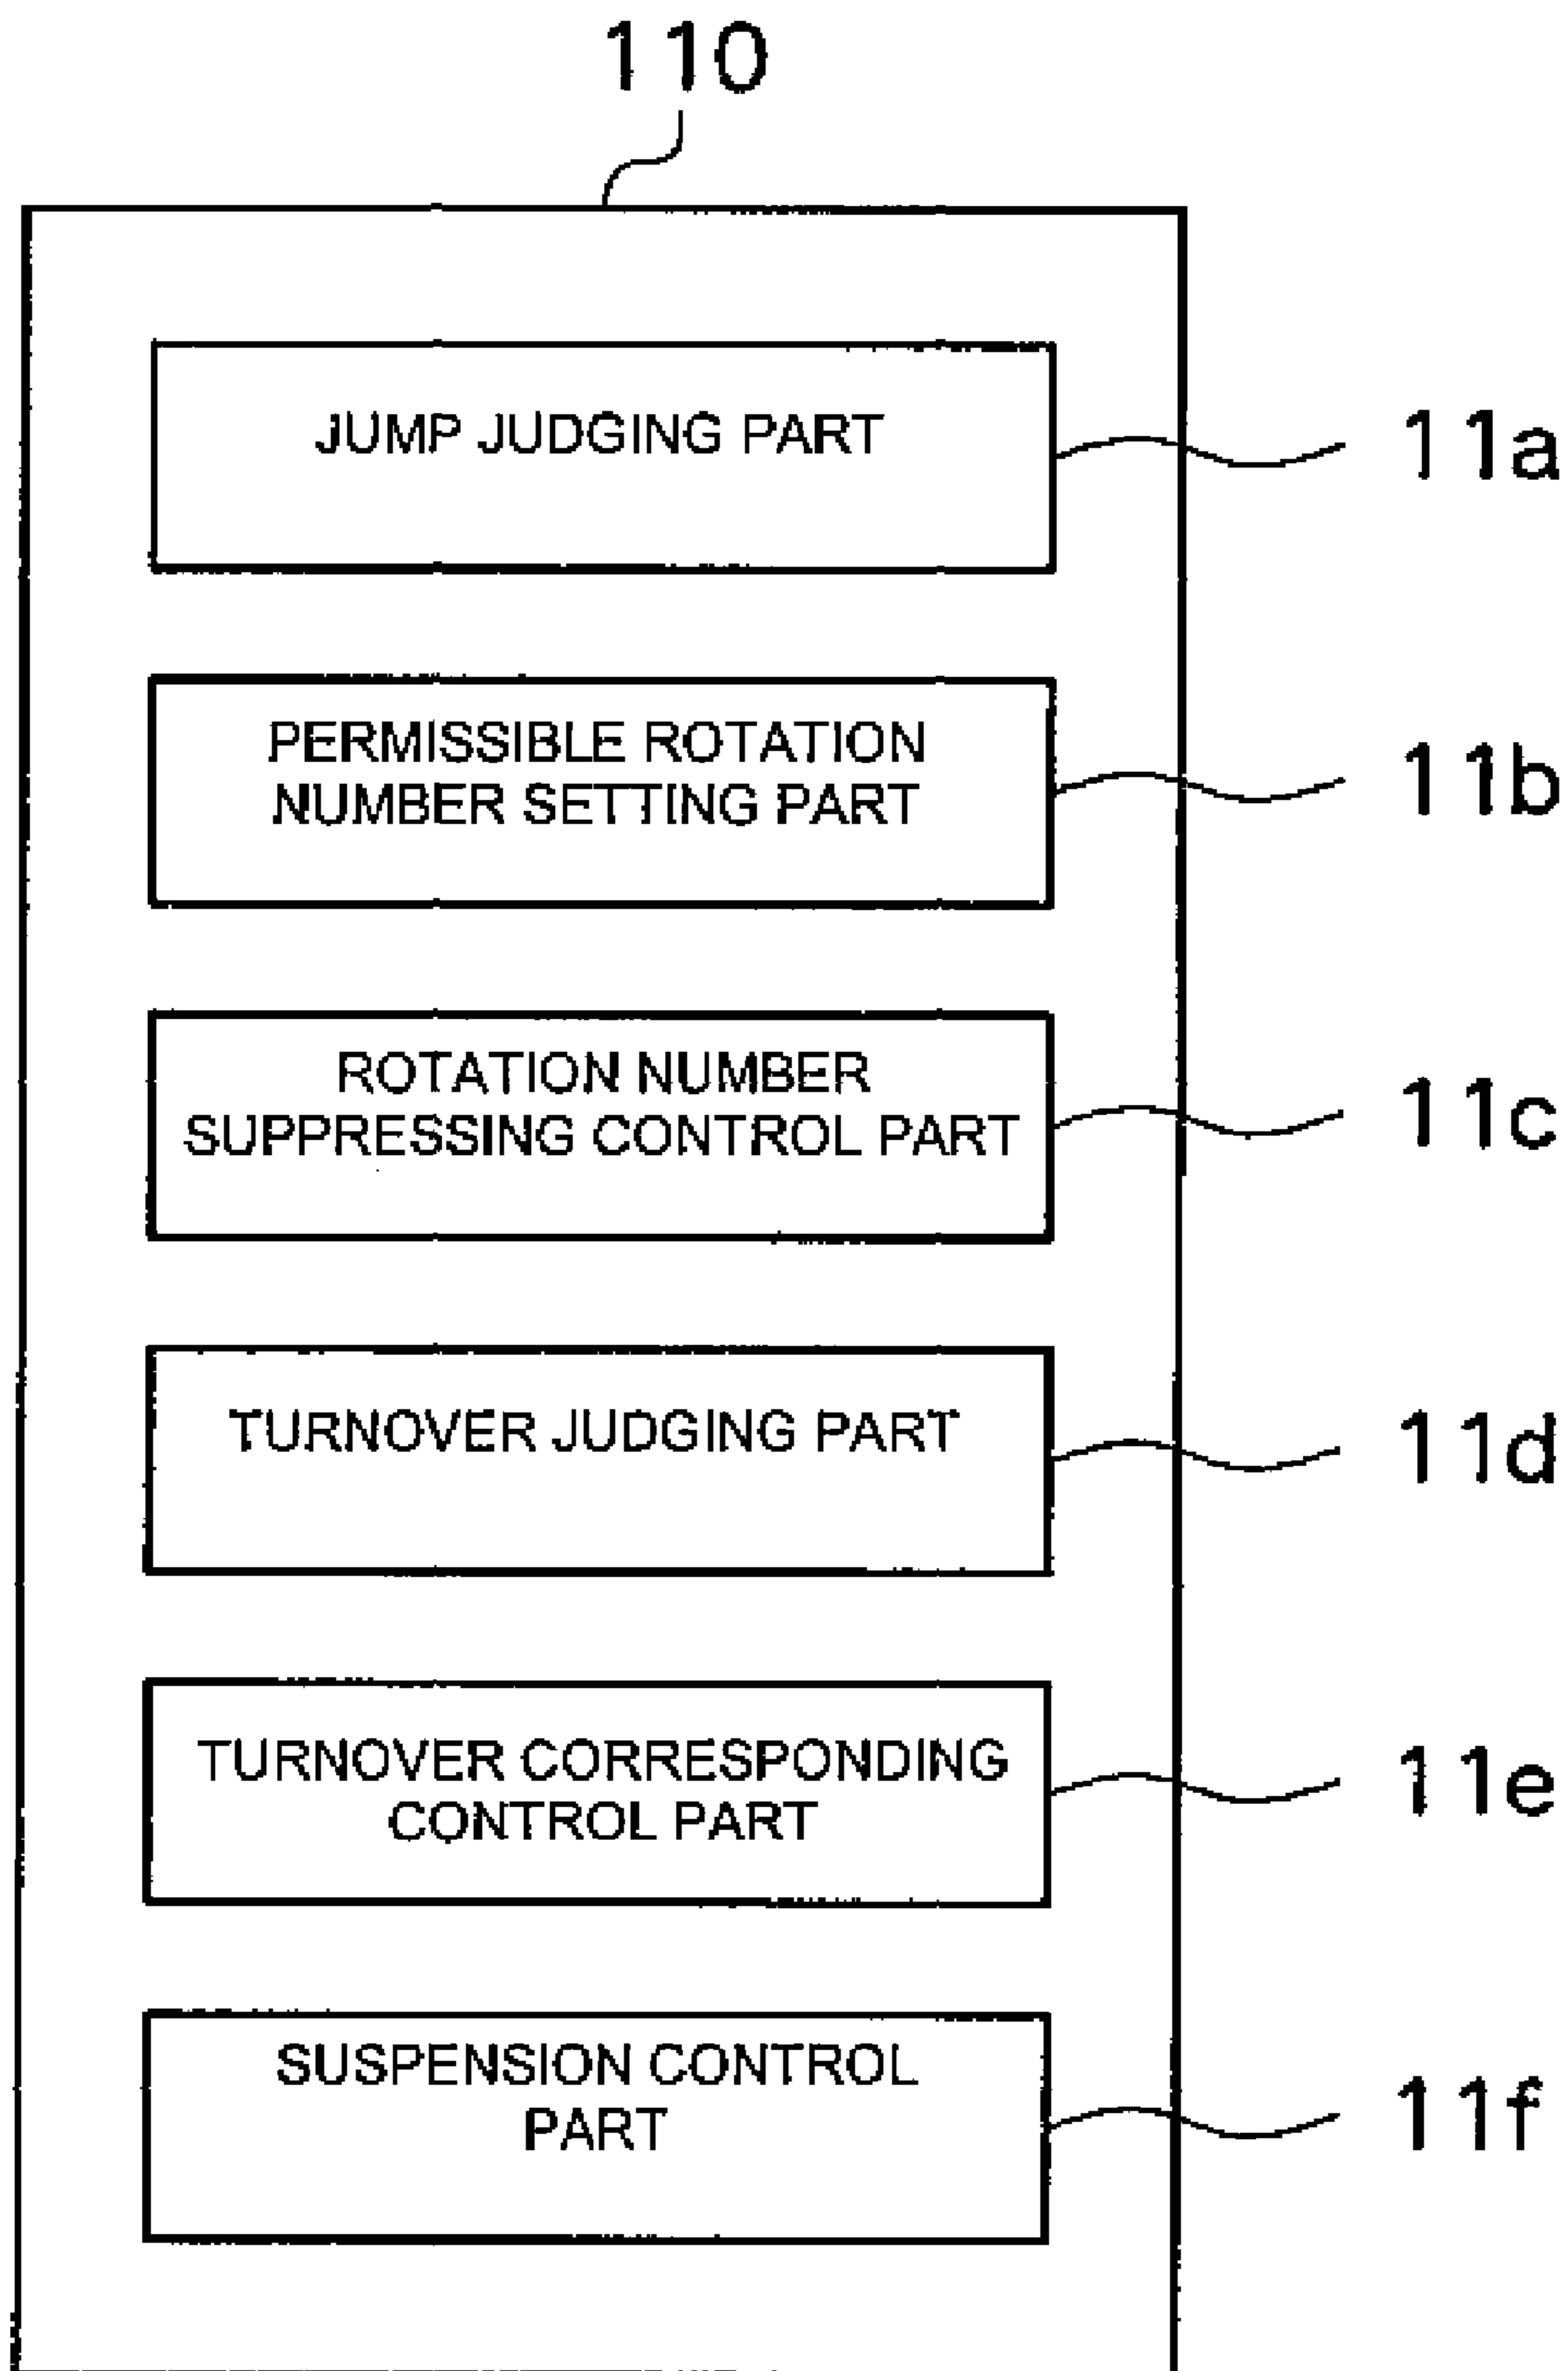 110
JUMP JUDGING PART
11a
PERMISSIBLE ROTATION
NUMBER SETTING PART
11b
ROTATION NUMBER
SUPPRESSING CONTROL PART
11c
TURNOVER JUDGING PART
11d
TURNOVER CORRESPONDING
CONTROL PART
11e
SUSPENSION CONTROL
PART
11f